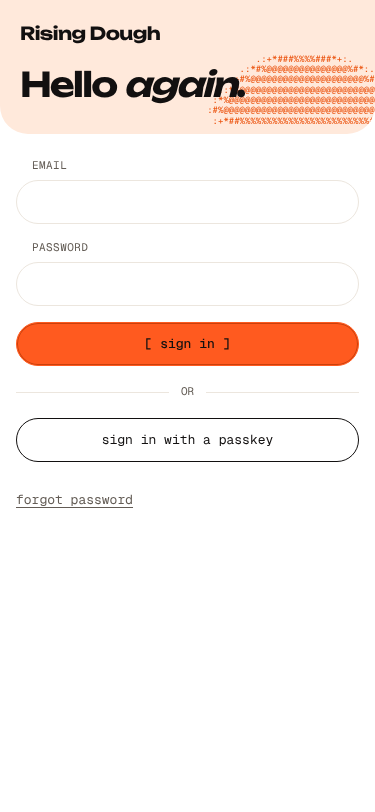 Rising Dough
Hello again.
EMAIL
PASSWORD
[ sign in ]
OR
sign in with a passkey
forgot password